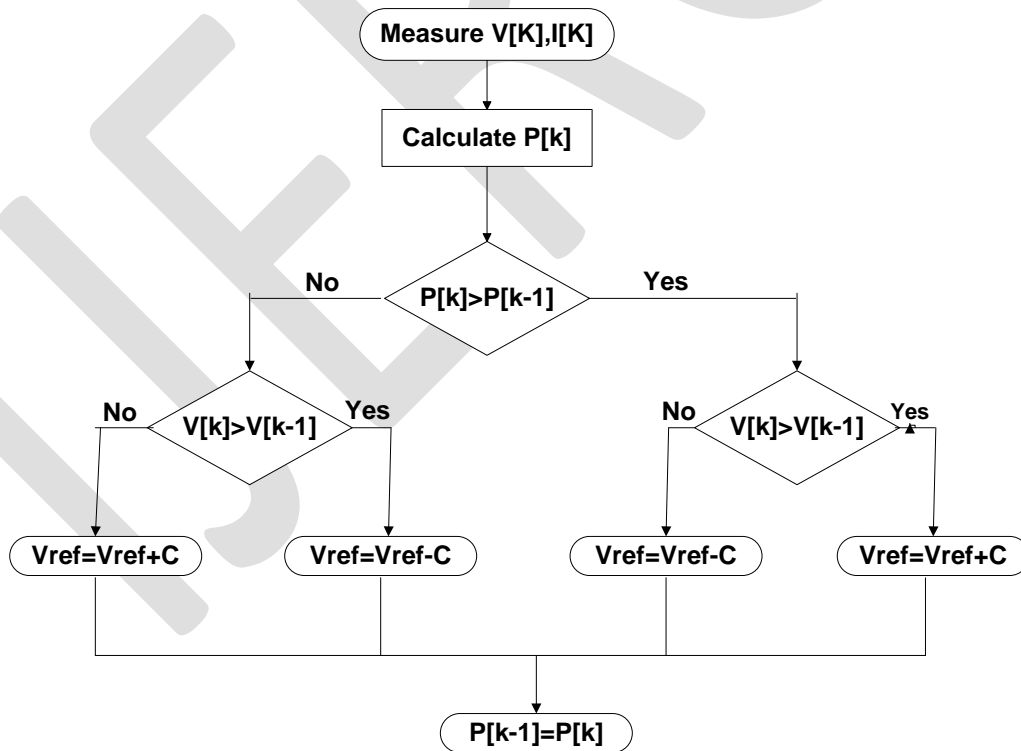 Measure V[K],I[K]
Calculate P[k]
No
P[k]>P[k-1]
Yes
No
V[k]>V[k-1]
Yes
No
V[k]>V[k-1]
Yes
Vref=Vref+C
Vref=Vref-C
Vref=Vref-C
Vref=Vref+C
P[k-1]=P[k]